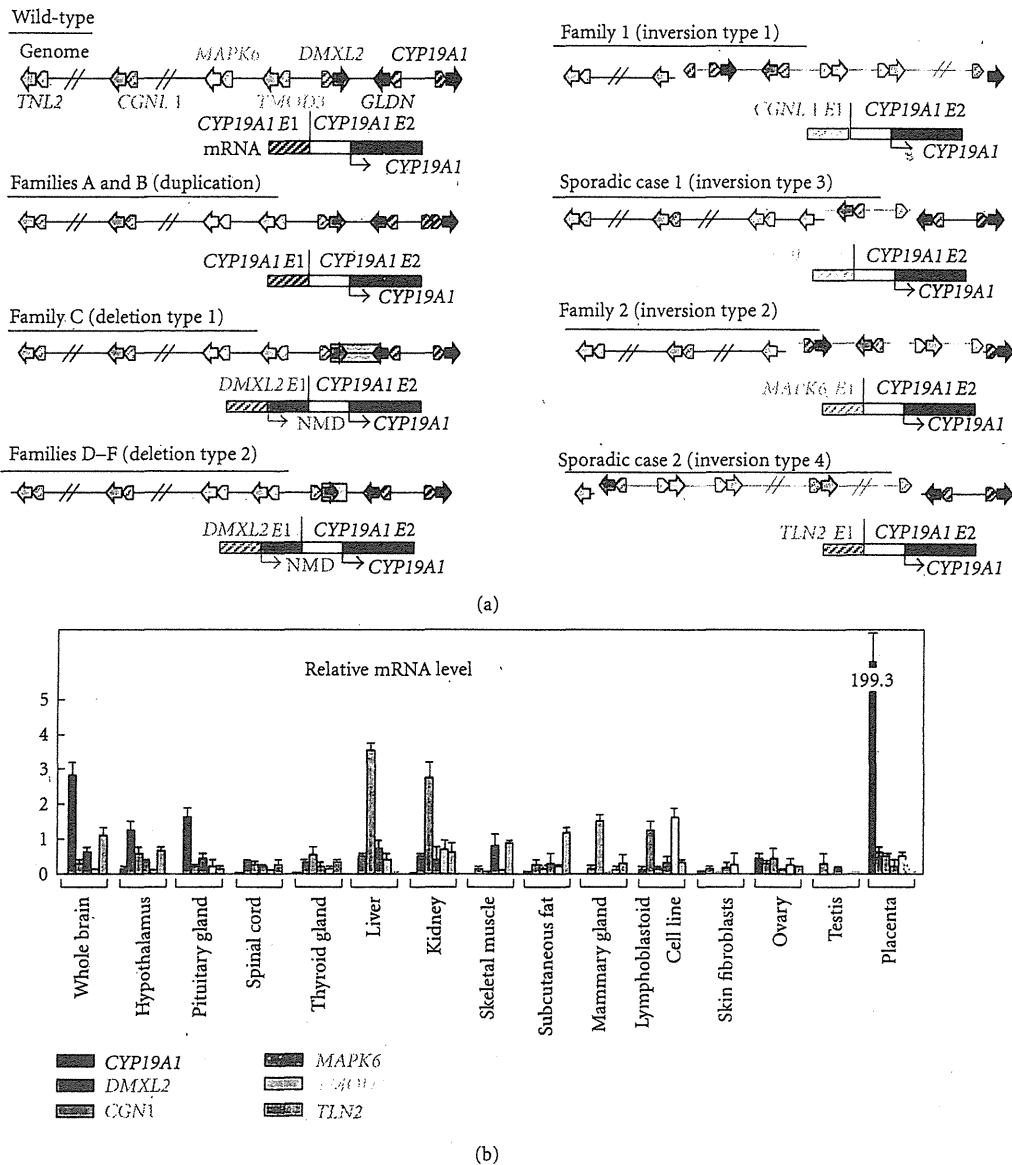 Wild-type
Genome
MAPK6
DMXL2
CYP19A1
TNL2
CGNL 1
TMOD3
GLDN
CYP19A1 E1
CYP19A1 E2
mRNA
CYP19A1
Families A and B (duplication)
CYP19A1 E1
CYP19A1 E2
CYP19A1
Family C (deletion type 1)
DMXL2 E1
CYP19A1 E2
NMD
CYP19A1
Families D–F (deletion type 2)
DMXL2 E1
CYP19A1 E2
NMD
CYP19A1
Family 1 (inversion type 1)
CGNL 1 E1
CYP19A1 E2
CYP19A1
Sporadic case 1 (inversion type 3)
CYP19A1 E2
CYP19A1
Family 2 (inversion type 2)
MAPK6 E1
CYP19A1 E2
CYP19A1
Sporadic case 2 (inversion type 4)
TLN2 E1
CYP19A1 E2
CYP19A1
(a)
Relative mRNA level
199.3
5
4
3
2
1
0
Whole brain
Hypothalamus
Pituitary gland
Spinal cord
Thyroid gland
Liver
Kidney
Skeletal muscle
Subcutaneous fat
Mammary gland
Lymphoblastoid
Cell line
Skin fibroblasts
Ovary
Testis
Placenta
CYP19A1
DMXL2
CGN1
MAPK6
TLN2
(b)